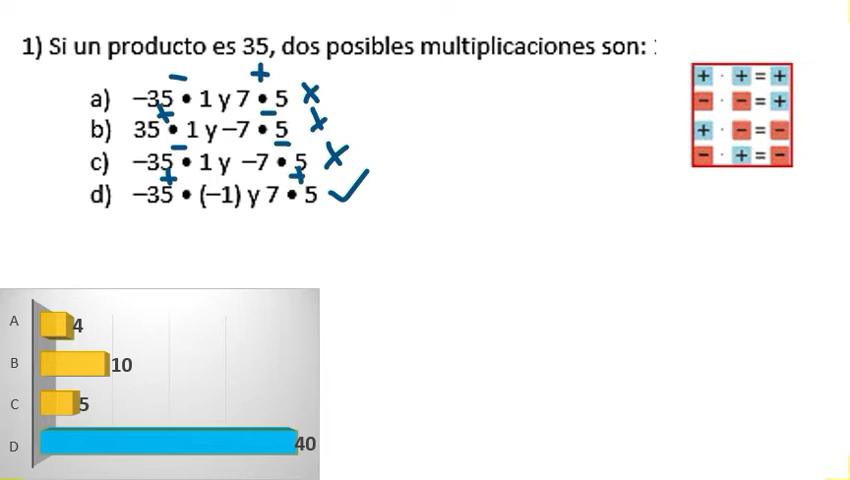 1) Si un producto es 35, dos posibles multiplicaciones son:
a) −35 • 1 y 7 • 5
b) 35 • 1 y −7 • 5
c) −35 • 1 y −7 • 5
d) −35 • (−1) y 7 • 5
− + ×
+ − ×
− − ×
+ + ✓
+ · + = +
− · − = +
+ · − = −
− · + = −
A 4
B 10
C 5
D 40